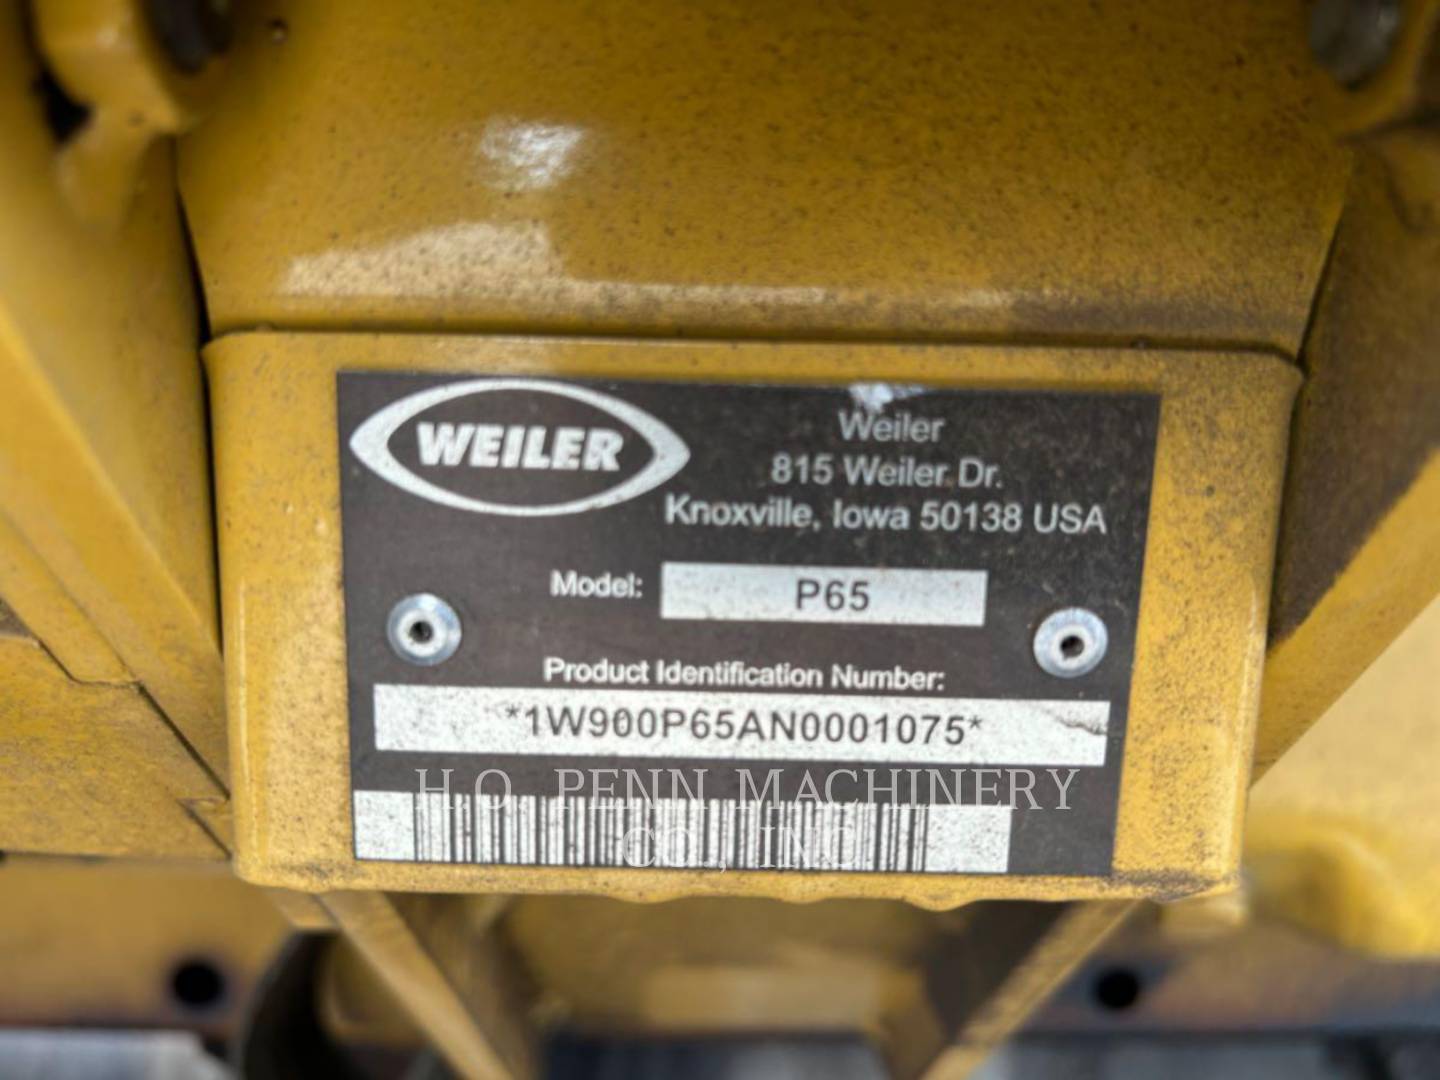 WEILER
Weiler
815 Weiler Dr.
Knoxville, Iowa 50138 USA
Model: P65
Product Identification Number:
*1W900P65AN0001075*
H.O. PENN MACHINERY
CO., INC.